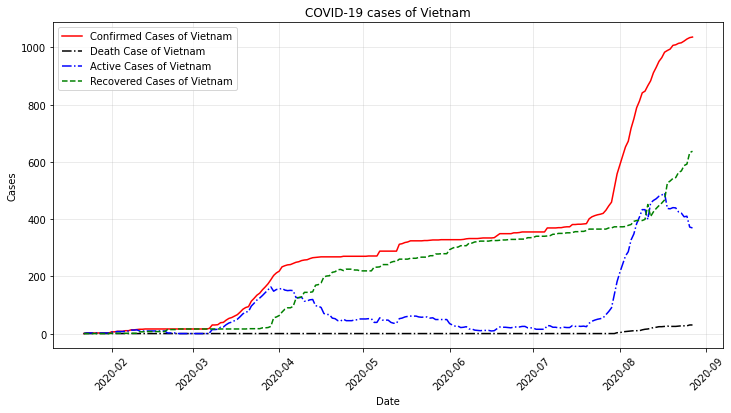 COVID-19 cases of Vietnam
Confirmed Cases of Vietnam
Death Case of Vietnam
Active Cases of Vietnam
Recovered Cases of Vietnam
1000
800
600
400
200
0
Cases
2020-02
2020-03
2020-04
2020-05
2020-06
2020-07
2020-08
2020-09
Date